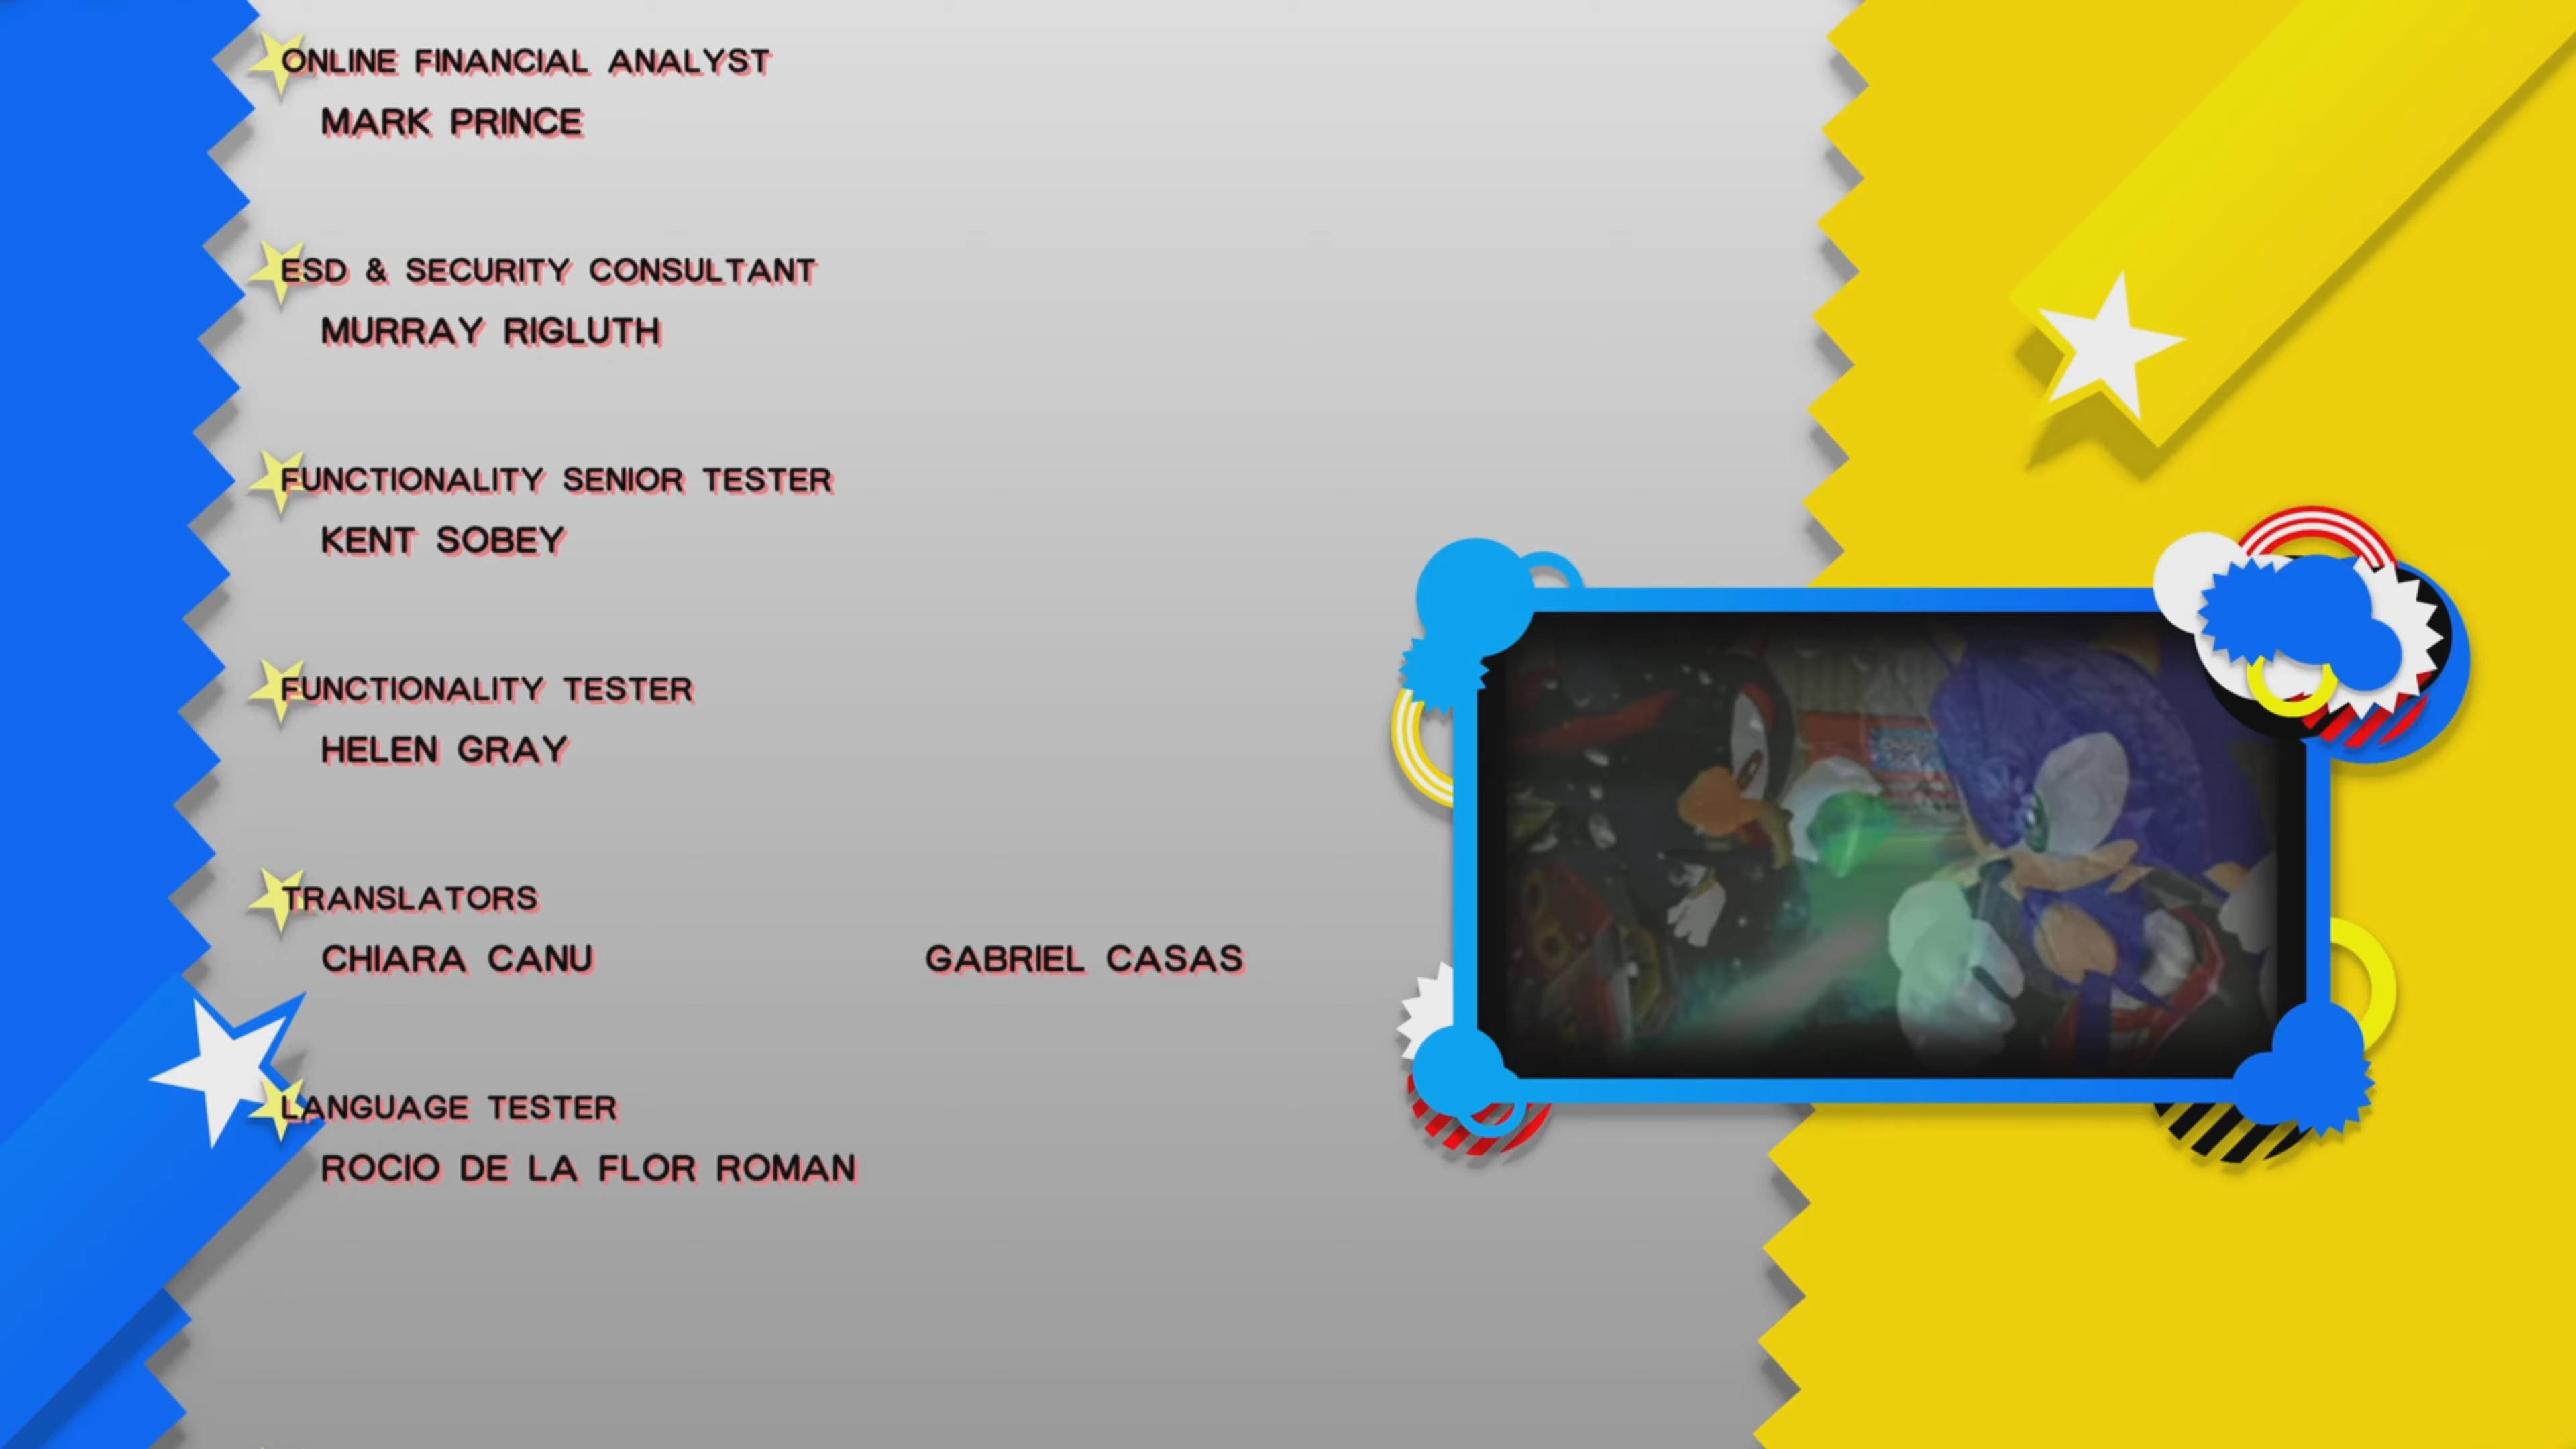 ONLINE FINANCIAL ANALYST
MARK PRINCE
ESD & SECURITY CONSULTANT
MURRAY RIGLUTH
FUNCTIONALITY SENIOR TESTER
KENT SOBEY
FUNCTIONALITY TESTER
HELEN GRAY
TRANSLATORS
CHIARA CANU GABRIEL CASAS
LANGUAGE TESTER
ROCIO DE LA FLOR ROMAN